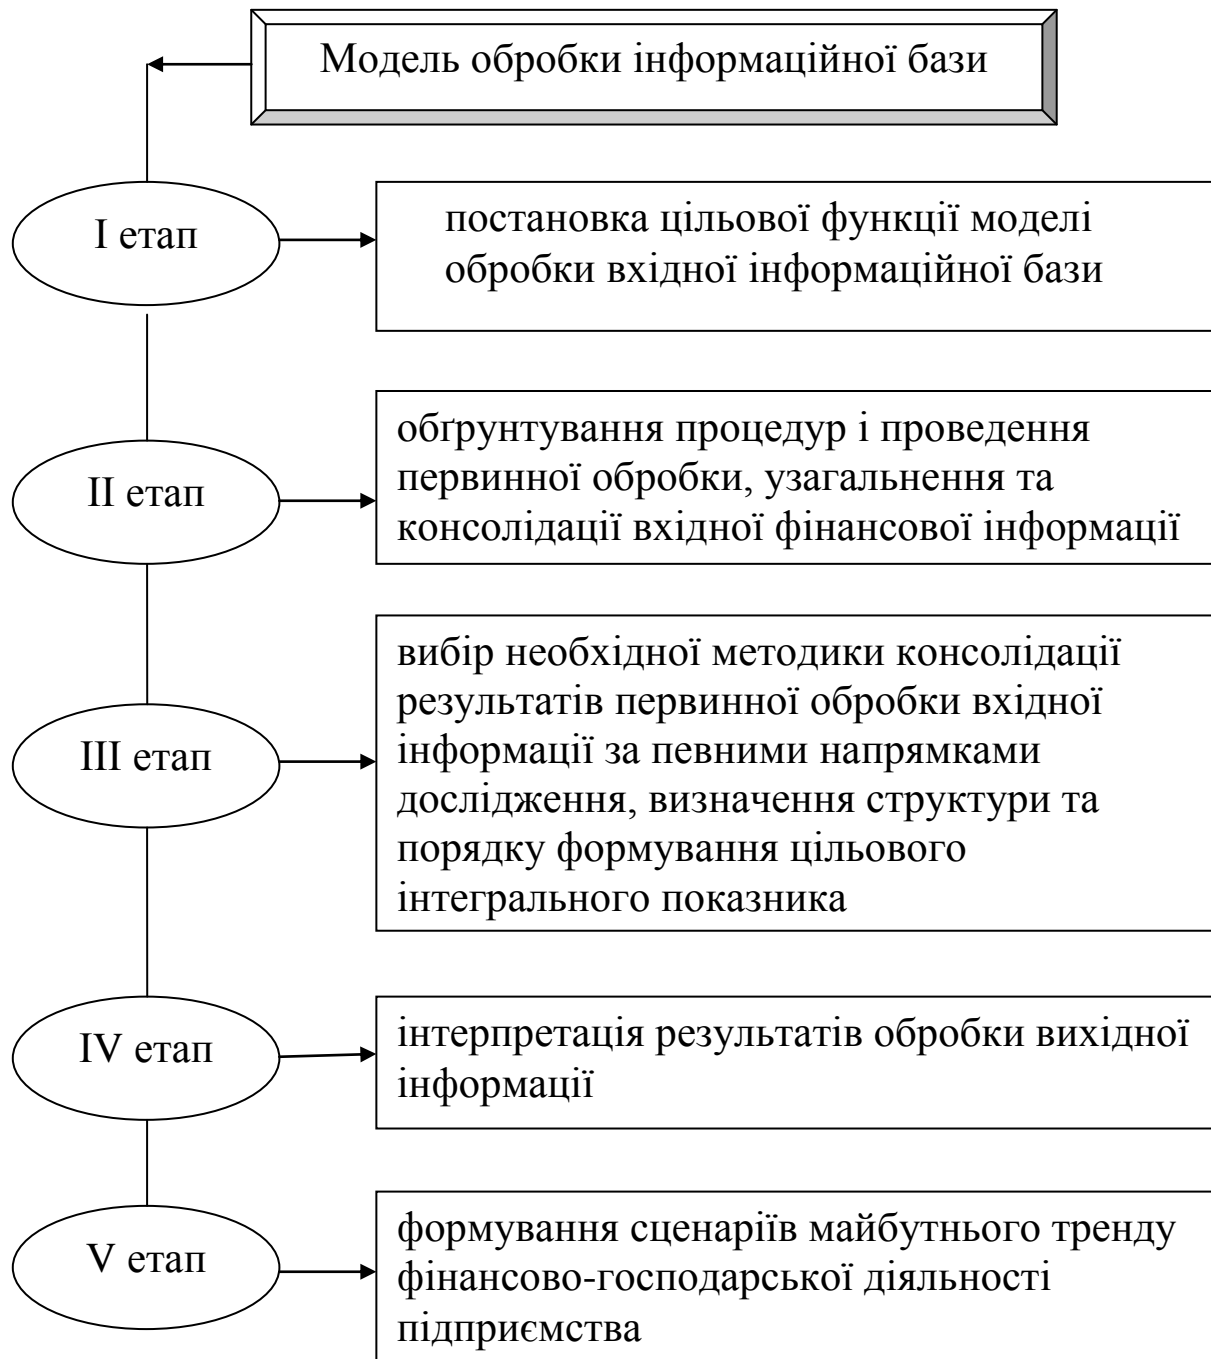 Модель обробки інформаційної бази
І етап
постановка цільової функції моделі
обробки вхідної інформаційної бази
ІІ етап
обґрунтування процедур і проведення
первинної обробки, узагальнення та
консолідації вхідної фінансової інформації
ІІІ етап
вибір необхідної методики консолідації
результатів первинної обробки вхідної
інформації за певними напрямками
дослідження, визначення структури та
порядку формування цільового
інтегрального показника
IV етап
інтерпретація результатів обробки вихідної
інформації
V етап
формування сценаріїв майбутнього тренду
фінансово-господарської діяльності
підприємства